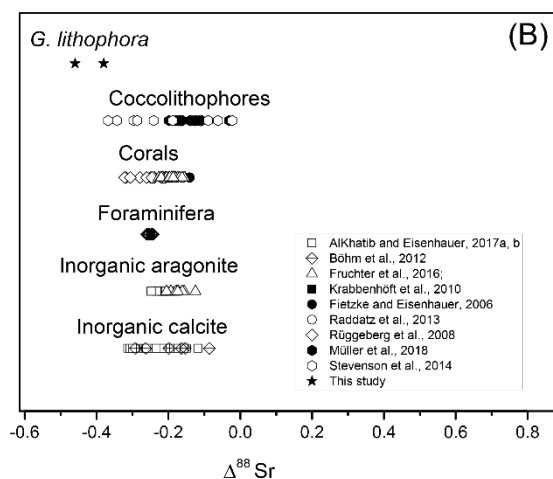 (B)
G. lithophora
Coccolithophores
Corals
Foraminifera
Inorganic aragonite
Inorganic calcite
AlKhatib and Eisenhauer, 2017a, b
Böhm et al., 2012
Fruchter et al., 2016;
Krabbenhöft et al., 2010
Fietzke and Eisenhauer, 2006
Raddatz et al., 2013
Rüggeberg et al., 2008
Müller et al., 2018
Stevenson et al., 2014
This study
-0.6 -0.4 -0.2 0.0 0.2 0.4 0.6 0.8
Δ⁸⁸Sr